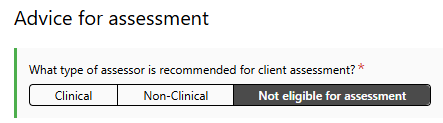 Advice for assessment
What type of assessor is recommended for client assessment? *
Clinical Non-Clinical Not eligible for assessment